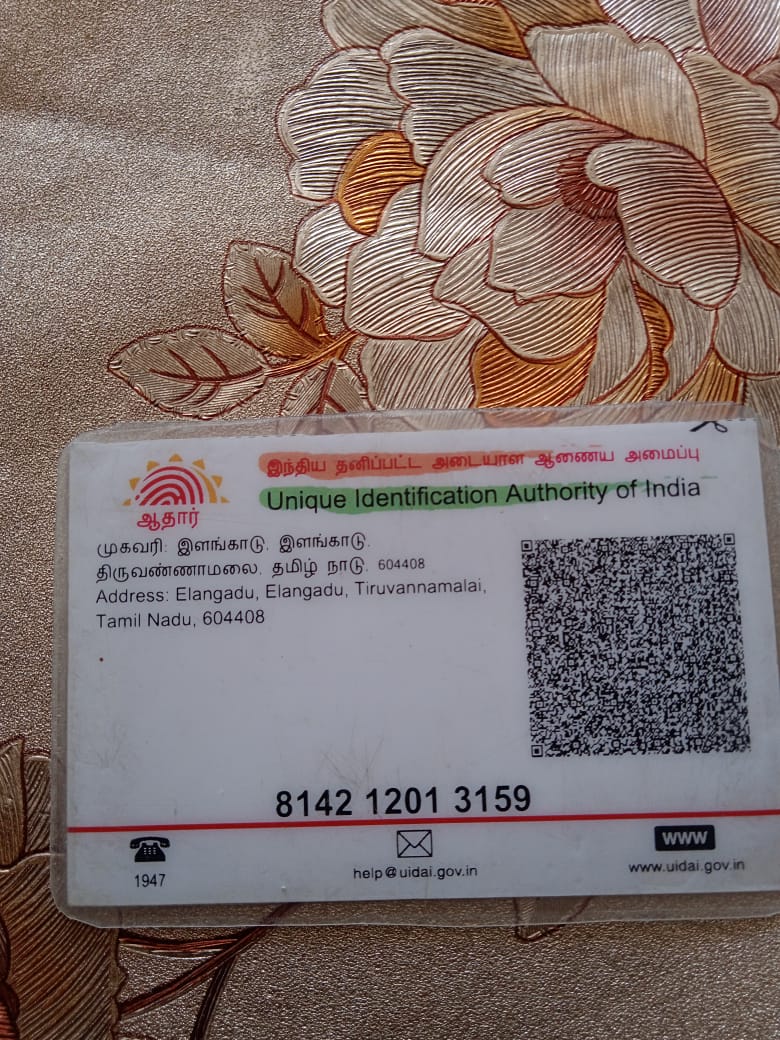 இந்திய தனிப்பட்ட அடையாள ஆணைய அமைப்பு
Unique Identification Authority of India
ஆதார்
முகவரி: இளங்காடு, இளங்காடு,
திருவண்ணாமலை, தமிழ் நாடு, 604408
Address: Elangadu, Elangadu, Tiruvannamalai,
Tamil Nadu, 604408
8142 1201 3159
WWW
1947
help@uidai.gov.in
www.uidai.gov.in